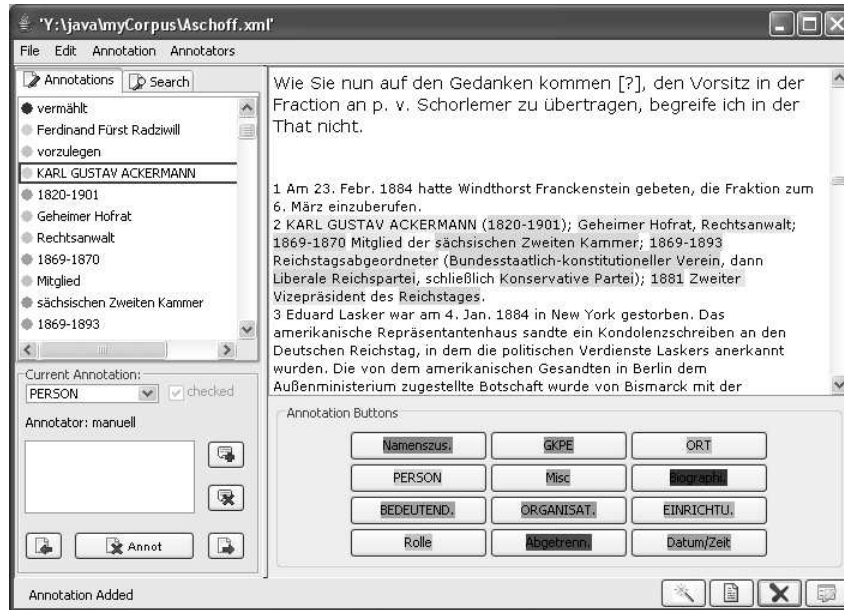 'Y:\java\myCorpus\Aschoff.xml'
File Edit Annotation Annotators
Annotations Search
vermählt
Ferdinand Fürst Radziwill
vorzulegen
KARL GUSTAV ACKERMANN
1820-1901
Geheimer Hofrat
Rechtsanwalt
1869-1870
Mitglied
sächsischen Zweiten Kammer
1869-1893
Current Annotation:
PERSON checked
Annotator: manuell
Annot
Wie Sie nun auf den Gedanken kommen [?], den Vorsitz in der
Fraction an p. v. Schorlemer zu übertragen, begreife ich in der
That nicht.
1 Am 23. Febr. 1884 hatte Windthorst Franckenstein gebeten, die Fraktion zum
6. März einzuberufen.
2 KARL GUSTAV ACKERMANN (1820-1901); Geheimer Hofrat, Rechtsanwalt;
1869-1870 Mitglied der sächsischen Zweiten Kammer; 1869-1893
Reichstagsabgeordneter (Bundesstaatlich-konstitutioneller Verein, dann
Liberale Reichspartei, schließlich Konservative Partei); 1881 Zweiter
Vizepräsident des Reichstages.
3 Eduard Lasker war am 4. Jan. 1884 in New York gestorben. Das
amerikanische Repräsentantenhaus sandte ein Kondolenzschreiben an den
Deutschen Reichstag, in dem die politischen Verdienste Laskers anerkannt
wurden. Die von dem amerikanischen Gesandten in Berlin dem
Außenministerium zugestellte Botschaft wurde von Bismarck mit der
Annotation Buttons
Namenszus. GKPE ORT
PERSON Misc Biographi.
BEDEUTEND. ORGANISAT. EINRICHTU.
Rolle Abgetrenn. Datum/Zeit
Annotation Added